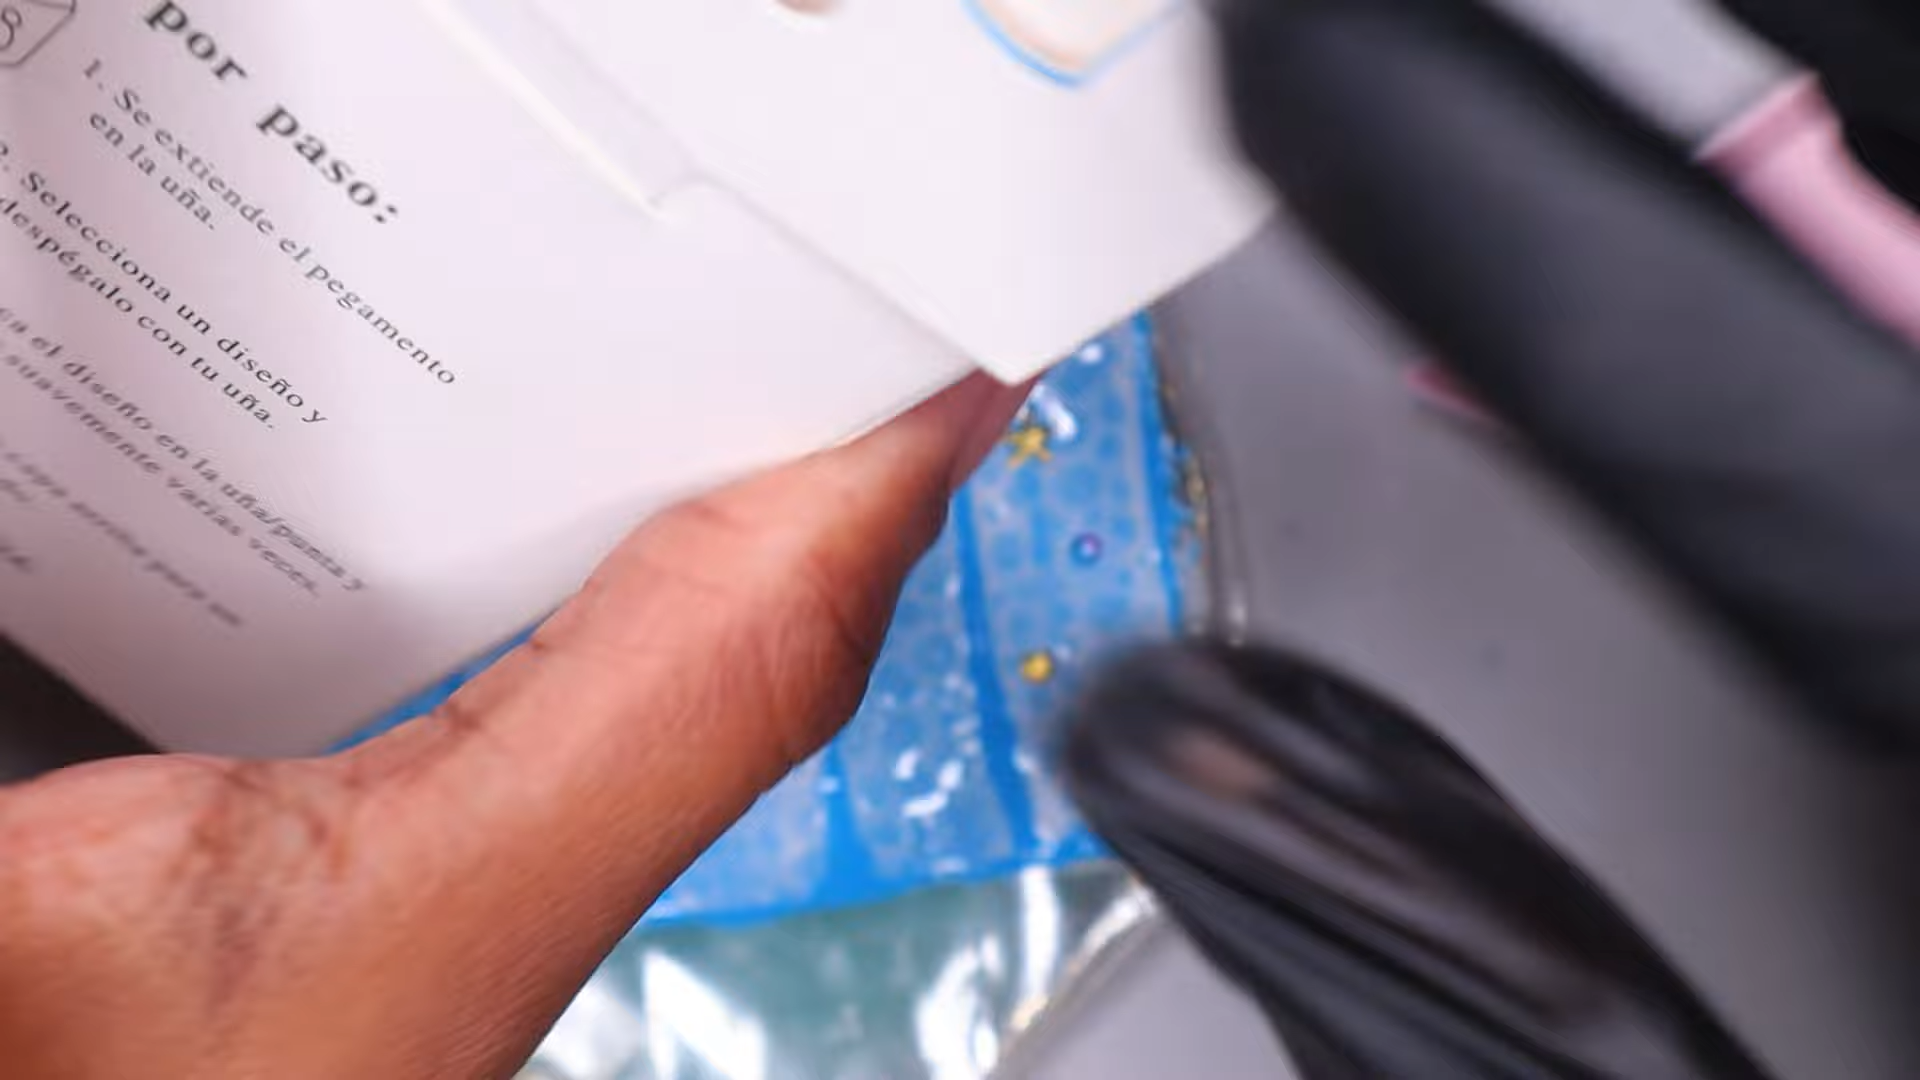 8
por paso:
1. Se extiende el pegamento
en la uña.
2. Selecciona un diseño y
despégalo con tu uña.
el diseño en la uña/punta y
suavemente varias veces.